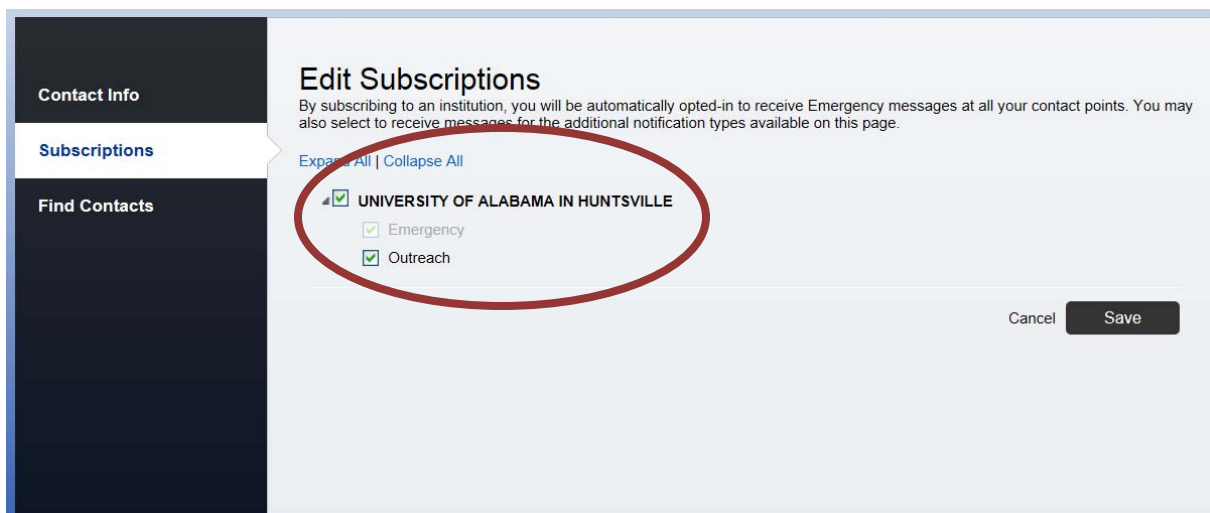 Contact Info
Subscriptions
Find Contacts
Edit Subscriptions
By subscribing to an institution, you will be automatically opted-in to receive Emergency messages at all your contact points. You may
also select to receive messages for the additional notification types available on this page.
Expand All | Collapse All
UNIVERSITY OF ALABAMA IN HUNTSVILLE
Emergency
Outreach
Cancel Save